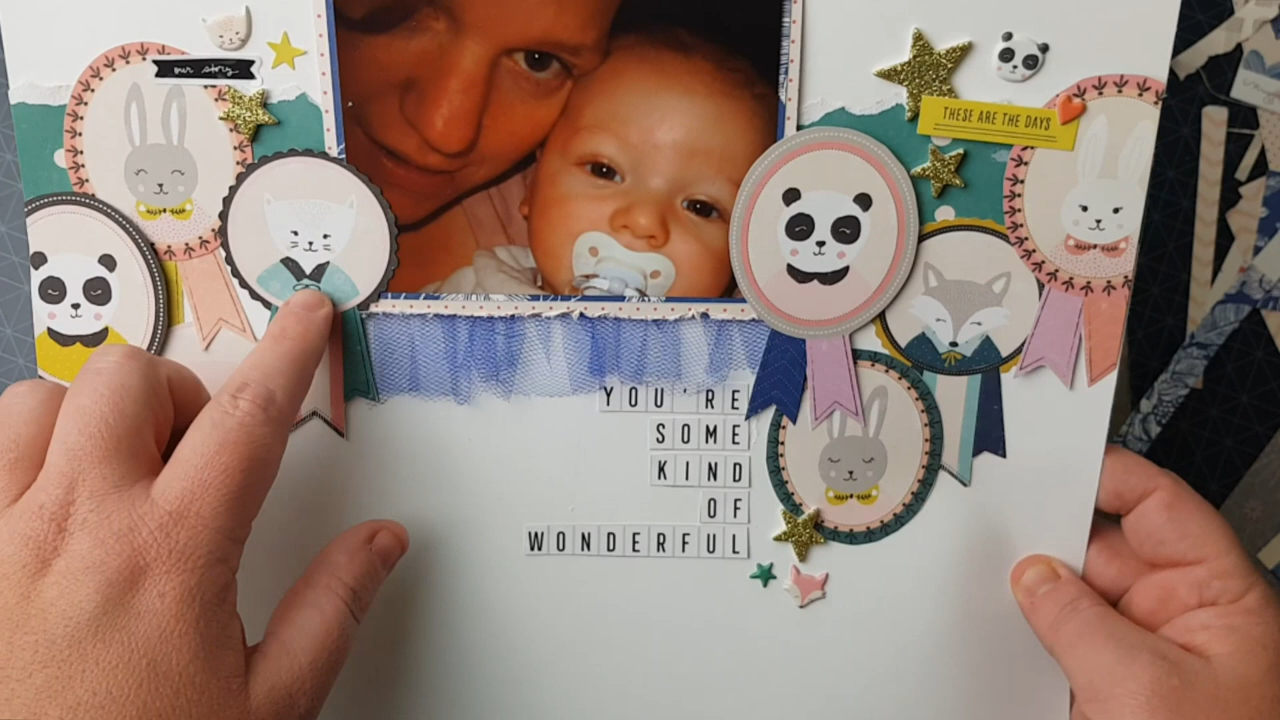 our story
THESE ARE THE DAYS
YOU'RE
SOME
KIND
OF
WONDERFUL